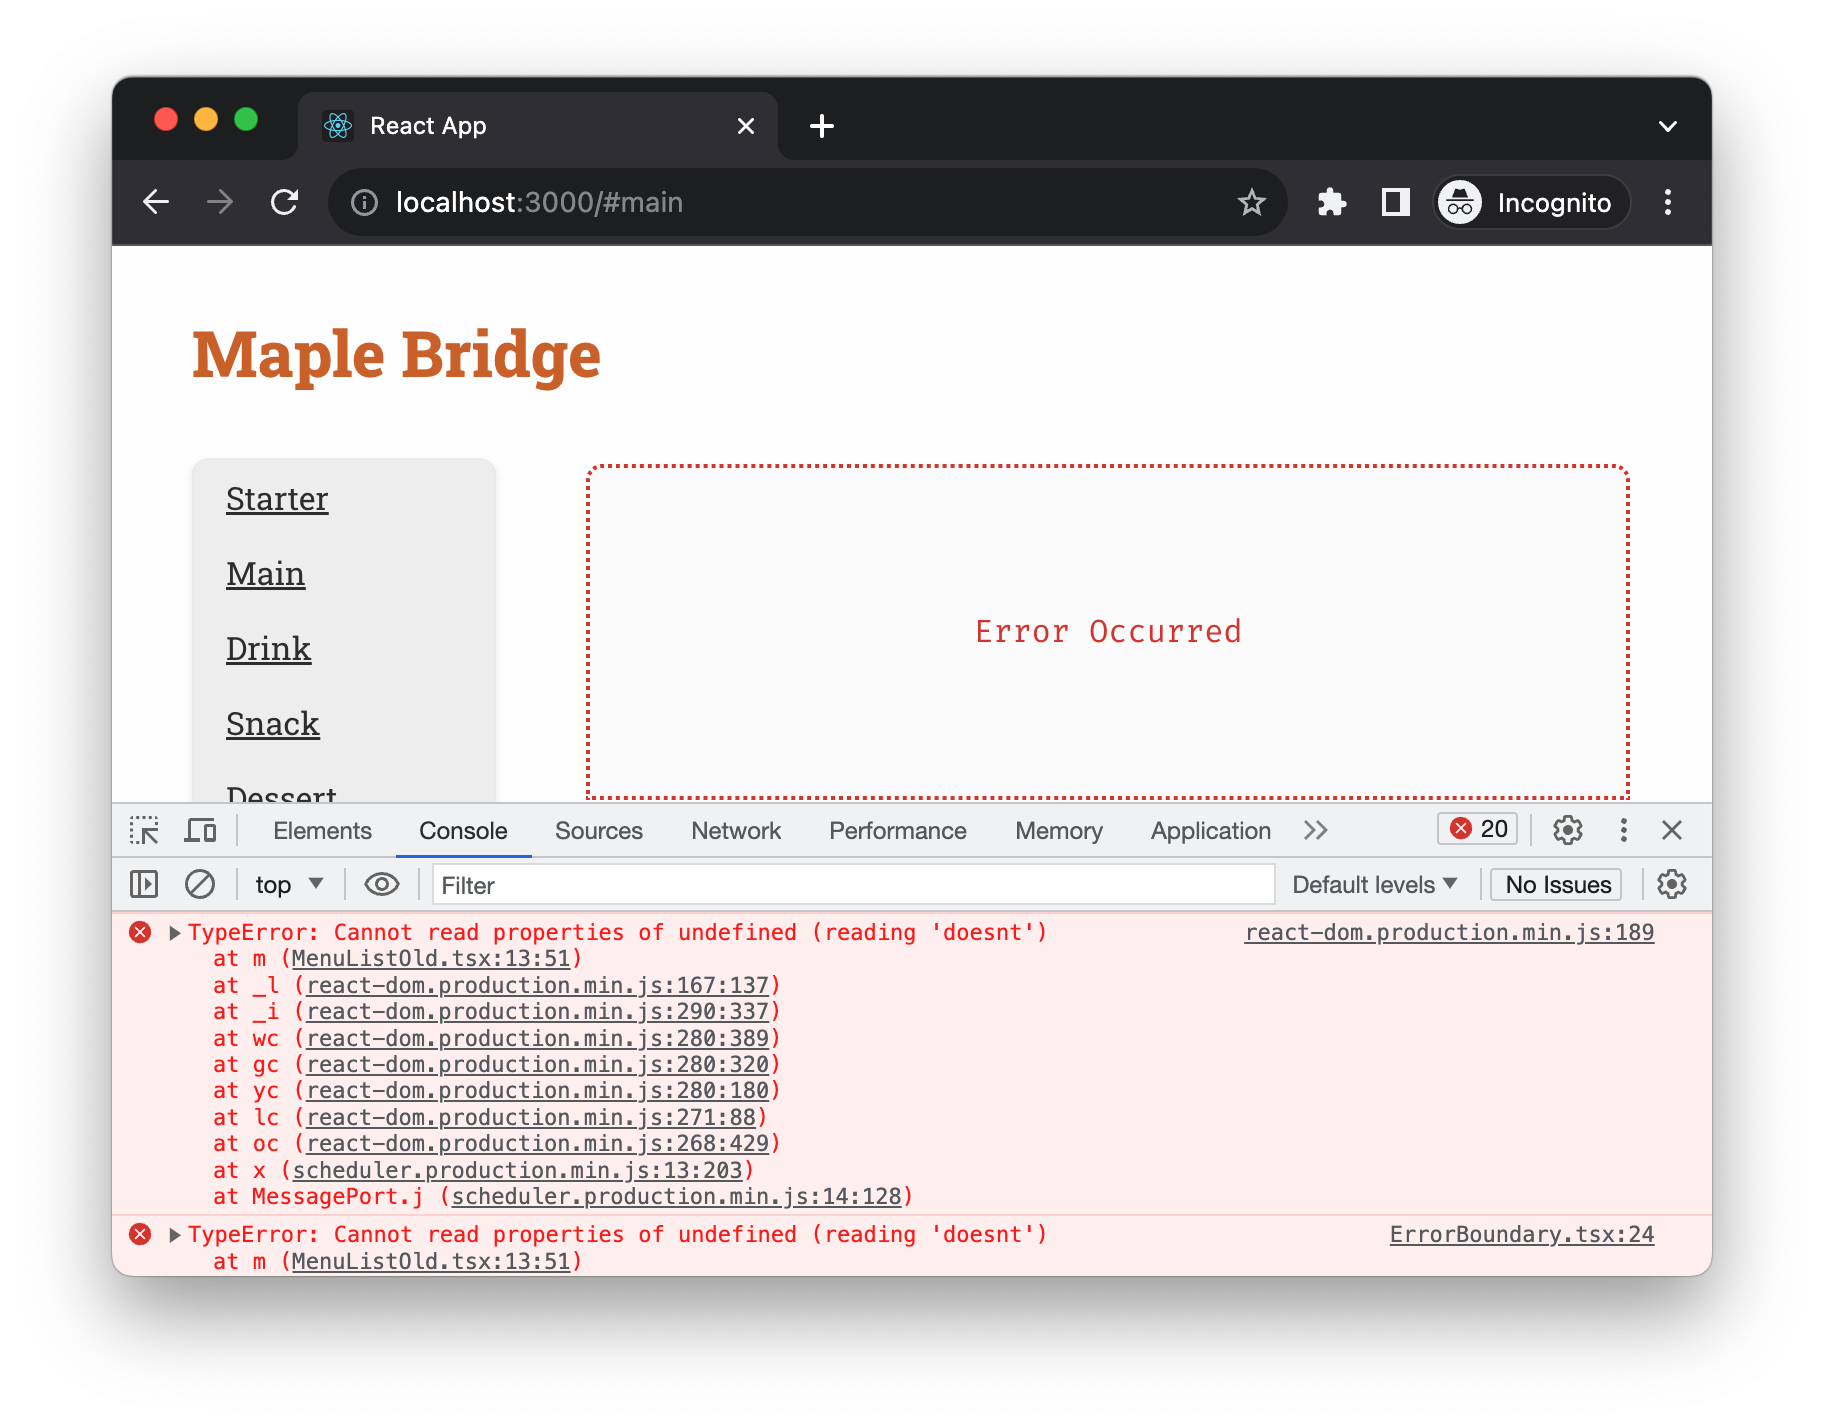 React App
localhost:3000/#main
Incognito
Maple Bridge
Starter
Main
Drink
Snack
Dessert
Error Occurred
Elements Console Sources Network Performance Memory Application 20
top Filter Default levels No Issues
TypeError: Cannot read properties of undefined (reading 'doesnt') react-dom.production.min.js:189
at m (MenuListOld.tsx:13:51)
at _l (react-dom.production.min.js:167:137)
at _i (react-dom.production.min.js:290:337)
at wc (react-dom.production.min.js:280:389)
at gc (react-dom.production.min.js:280:320)
at yc (react-dom.production.min.js:280:180)
at lc (react-dom.production.min.js:271:88)
at oc (react-dom.production.min.js:268:429)
at x (scheduler.production.min.js:13:203)
at MessagePort.j (scheduler.production.min.js:14:128)
TypeError: Cannot read properties of undefined (reading 'doesnt') ErrorBoundary.tsx:24
at m (MenuListOld.tsx:13:51)